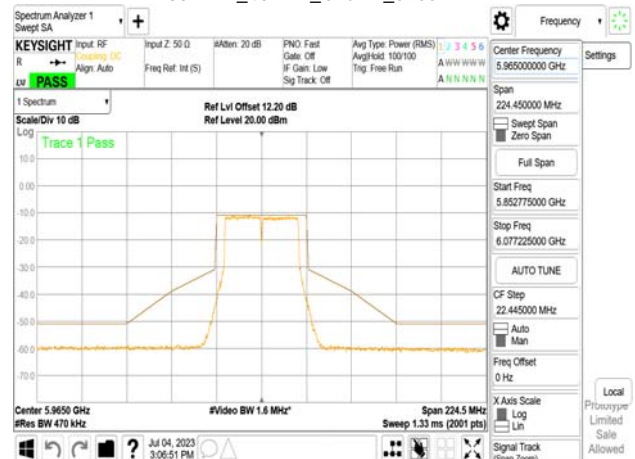 Spectrum Analyzer 1
Swept SA
Frequency
KEYSIGHT
Input: RF
Coupling: DC
Align: Auto
Input Z: 50 Ω
Freq Ref: Int (S)
#Atten: 20 dB
PNO: Fast
Gate: Off
IF Gain: Low
Sig Track: Off
Avg Type: Power (RMS)
Avg|Hold: 100/100
Trig: Free Run
1 2 3 4 5 6
A W W W W W
A N N N N N
R
LV
PASS
1 Spectrum
Scale/Div 10 dB
Ref Lvl Offset 12.20 dB
Ref Level 20.00 dBm
Log
Trace 1 Pass
10.0
0.00
-10.0
-20.0
-30.0
-40.0
-50.0
-60.0
-70.0
Center 5.9650 GHz
#Video BW 1.6 MHz*
Span 224.5 MHz
#Res BW 470 kHz
Sweep 1.33 ms (2001 pts)
?
Jul 04, 2023
3:06:51 PM
Center Frequency
5.965000000 GHz
Settings
Span
224.450000 MHz
Swept Span
Zero Span
Full Span
Start Freq
5.852775000 GHz
Stop Freq
6.077225000 GHz
AUTO TUNE
CF Step
22.445000 MHz
Auto
Man
Freq Offset
0 Hz
X Axis Scale
Log
Lin
Signal Track
(Span Zoom)
Local
Prototype
Limited
Sale
Allowed